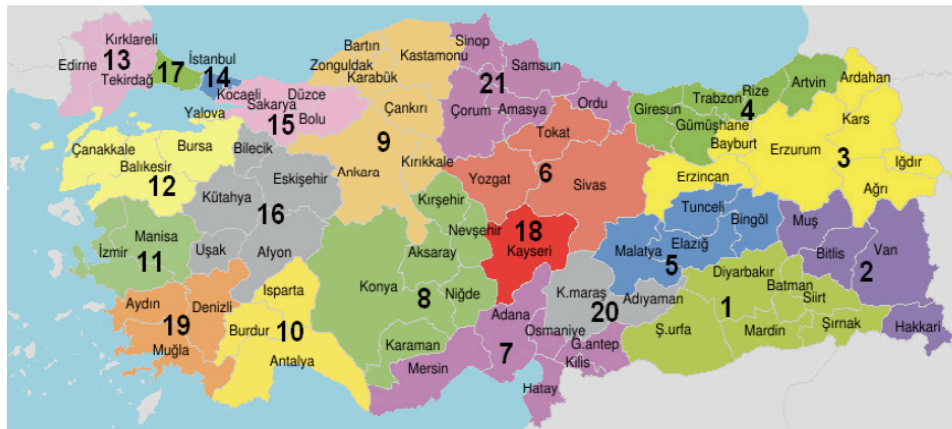 Kırklareli
13
Edirne
Tekirdağ
17
İstanbul
14
Kocaeli
Yalova
Sakarya
Düzce
15
Bolu
Bartın
Kastamonu
Zonguldak
Karabük
Çankırı
9
Ankara
Kırıkkale
Sinop
Samsun
21
Çorum
Amasya
Ordu
Giresun
Trabzon
Rize
Artvin
4
Gümüşhane
Ardahan
Kars
Bayburt
Erzurum
3
Iğdır
Erzincan
Ağrı
Çanakkale
Bursa
Balıkesir
12
Bilecik
Eskişehir
Kütahya
16
Uşak
Afyon
Tokat
6
Yozgat
Sivas
Kırşehir
Nevşehir
Aksaray
Konya
8
Niğde
Karaman
18
Kayseri
Tunceli
Bingöl
Malatya
Elazığ
5
Muş
Van
Bitlis
2
Hakkari
Manisa
İzmir
11
Aydın
Denizli
19
Muğla
Isparta
Burdur
10
Antalya
Adana
7
Mersin
Osmaniye
G.antep
Kilis
Hatay
K.maraş
Adıyaman
20
Diyarbakır
Batman
Siirt
1
Ş.urfa
Mardin
Şırnak